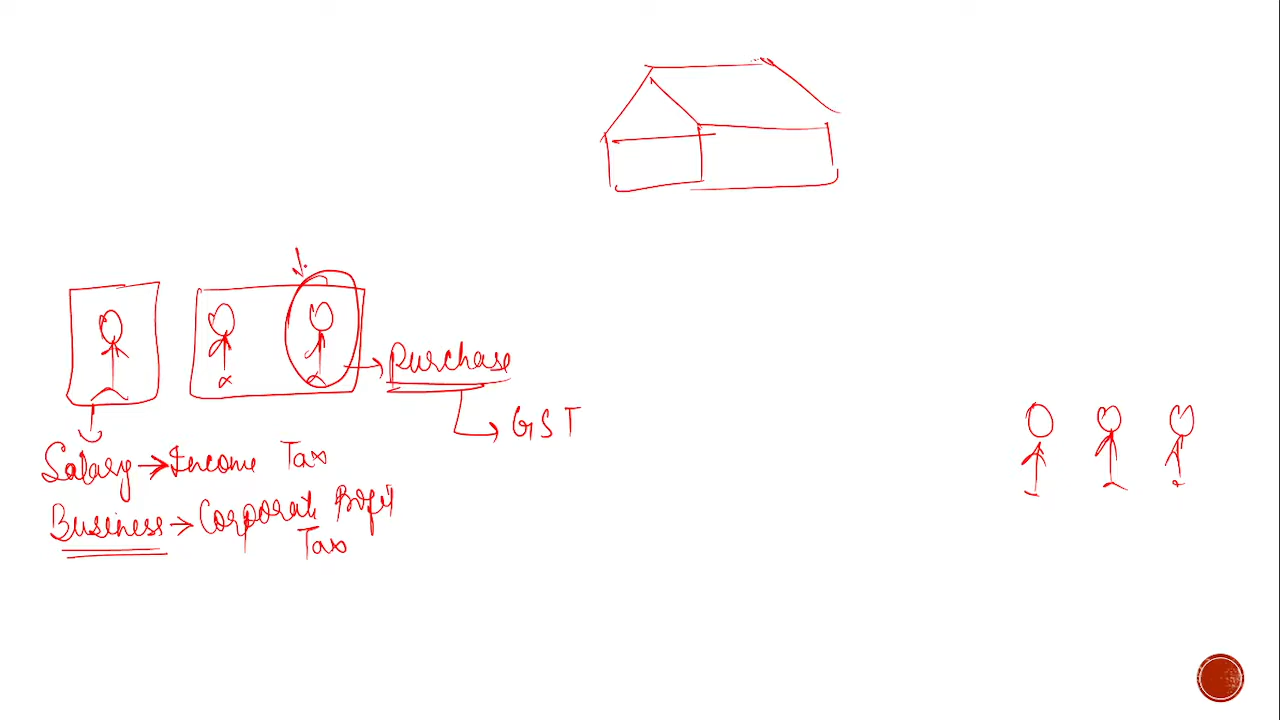 Purchase
GST
Salary → Income Tax
Business → Corporate Profit
Tax